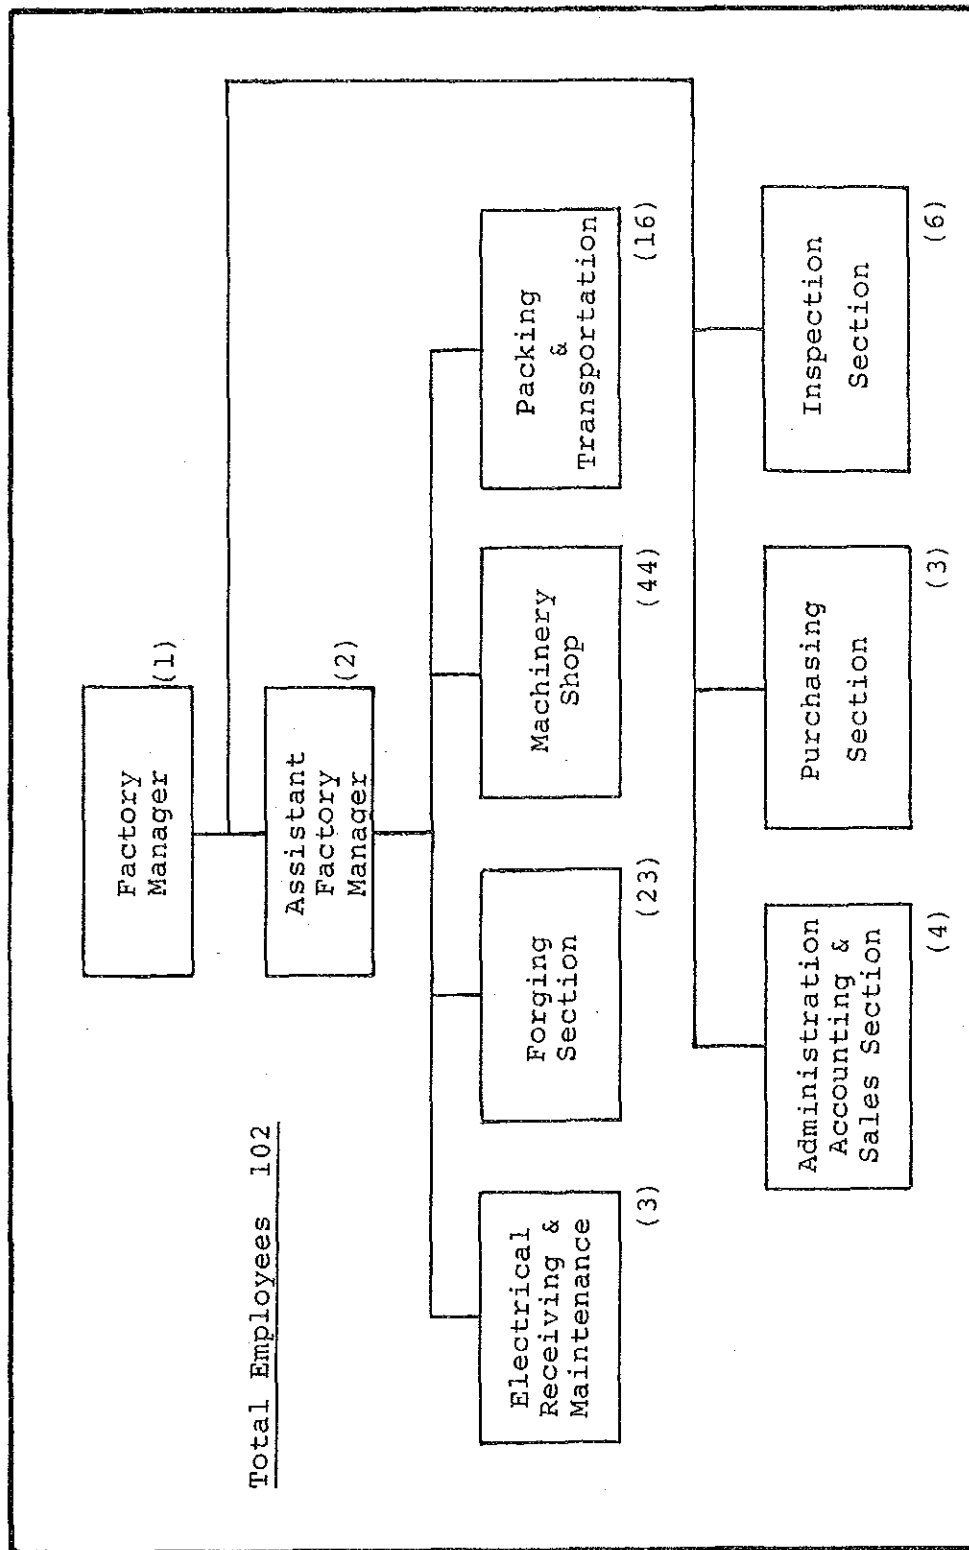 Factory
Manager
(1)
Assistant
Factory
Manager
(2)
Total Employees 102
Electrical
Receiving &
Maintenance
(3)
Forging
Section
(23)
Machinery
Shop
(44)
Packing
&
Transportation
(16)
Administration
Accounting &
Sales Section
(4)
Purchasing
Section
(3)
Inspection
Section
(6)